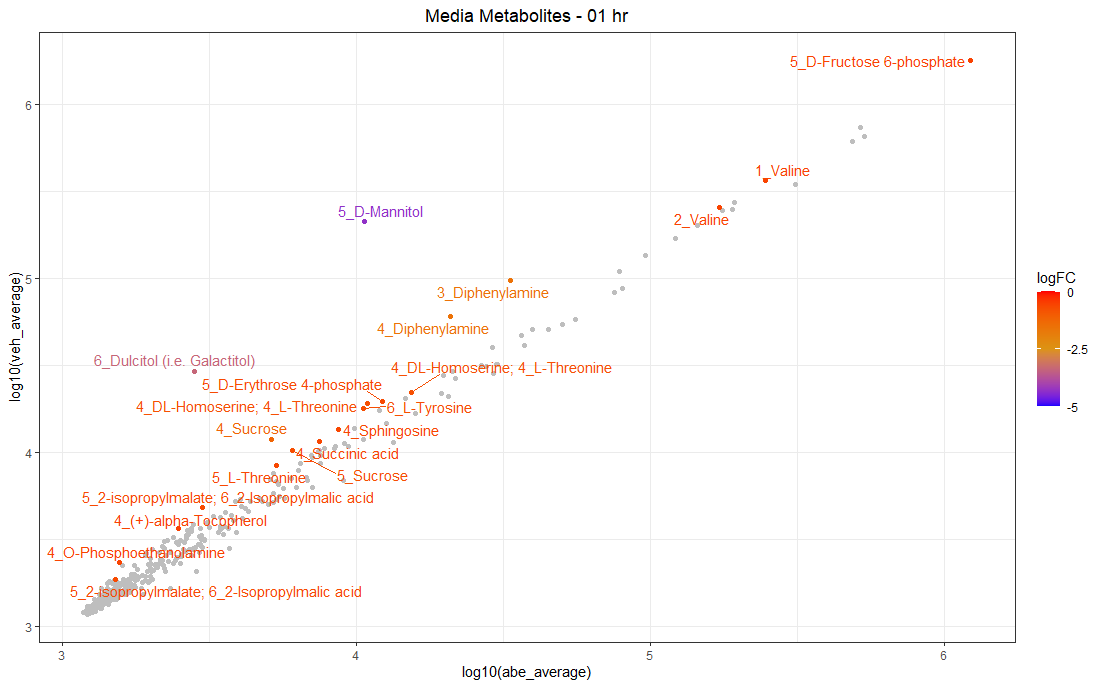 Media Metabolites - 01 hr
5_D-Fructose 6-phosphate
6
1_Valine
5_D-Mannitol
2_Valine
5
logFC
0
-2.5
-5
3_Diphenylamine
4_Diphenylamine
log10(veh_average)
6_Dulcitol (i.e. Galactitol)
4_DL-Homoserine; 4_L-Threonine
5_D-Erythrose 4-phosphate
4_DL-Homoserine; 4_L-Threonine
6_L-Tyrosine
4_Sucrose
4_Sphingosine
4
4_Succinic acid
5_L-Threonine
5_Sucrose
5_2-isopropylmalate; 6_2-Isopropylmalic acid
4_(+)-alpha-Tocopherol
4_O-Phosphoethanolamine
5_2-isopropylmalate; 6_2-Isopropylmalic acid
3
3
4
5
6
log10(abe_average)